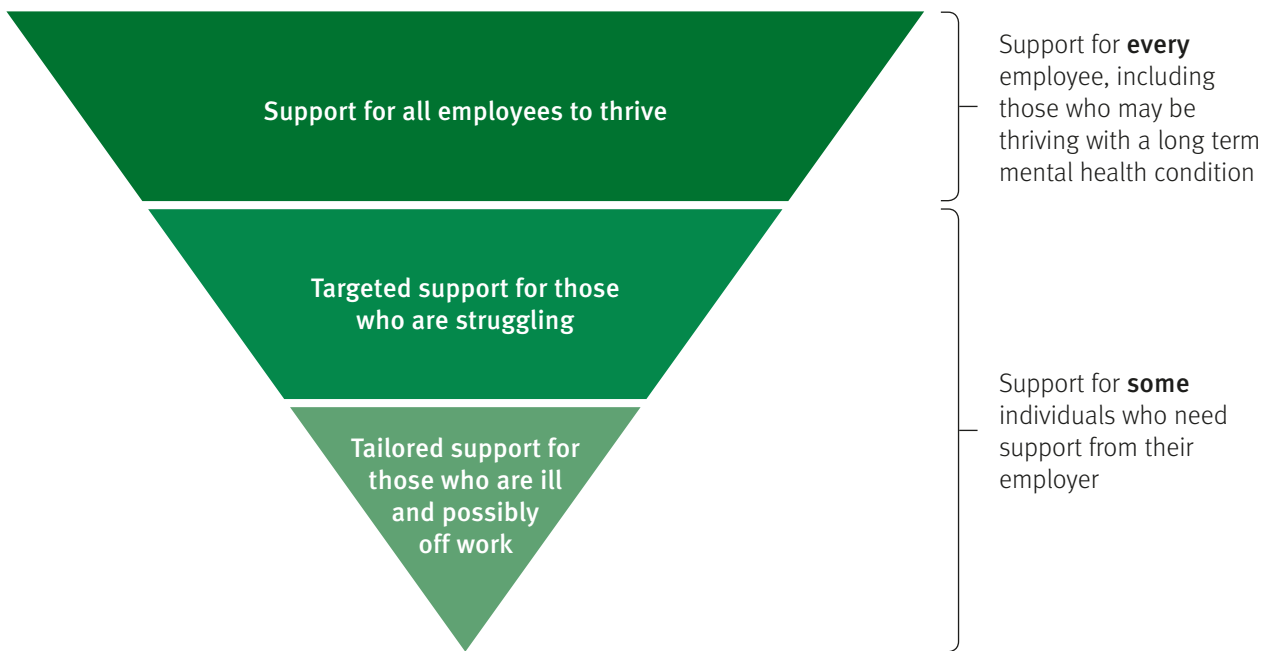 Support for all employees to thrive
Support for every
employee, including
those who may be
thriving with a long term
mental health condition
Targeted support for those
who are struggling
Tailored support for
those who are ill
and possibly
off work
Support for some
individuals who need
support from their
employer